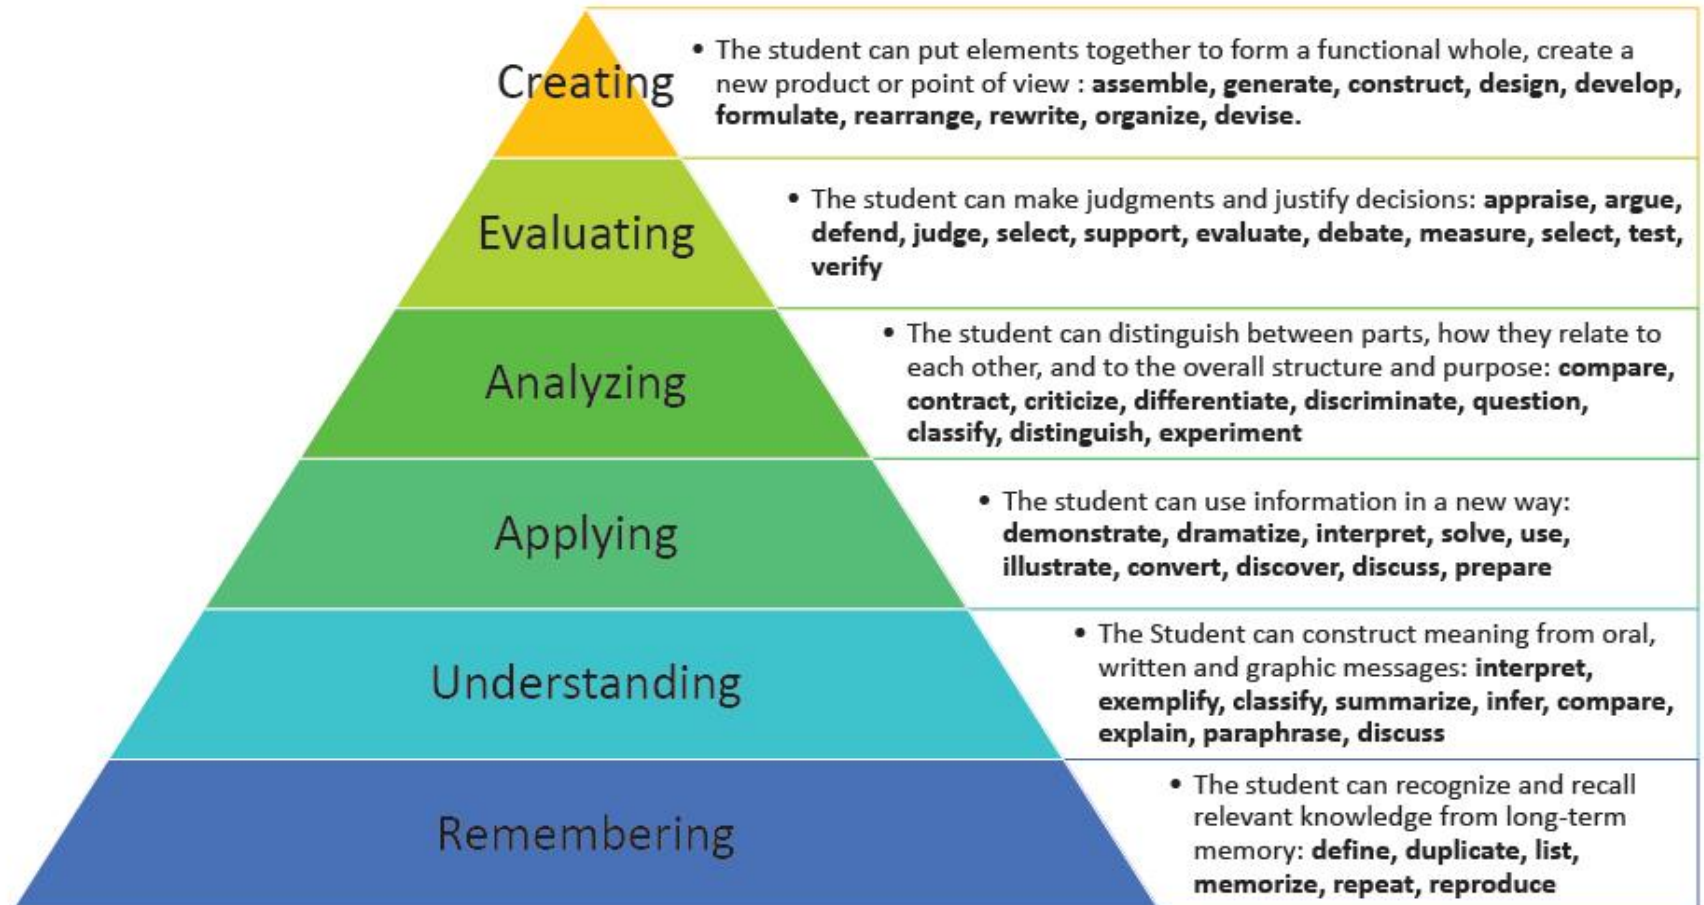 Creating
• The student can put elements together to form a functional whole, create a
new product or point of view : assemble, generate, construct, design, develop,
formulate, rearrange, rewrite, organize, devise.
Evaluating
• The student can make judgments and justify decisions: appraise, argue,
defend, judge, select, support, evaluate, debate, measure, select, test,
verify
Analyzing
• The student can distinguish between parts, how they relate to
each other, and to the overall structure and purpose: compare,
contract, criticize, differentiate, discriminate, question,
classify, distinguish, experiment
Applying
• The student can use information in a new way:
demonstrate, dramatize, interpret, solve, use,
illustrate, convert, discover, discuss, prepare
Understanding
• The Student can construct meaning from oral,
written and graphic messages: interpret,
exemplify, classify, summarize, infer, compare,
explain, paraphrase, discuss
Remembering
• The student can recognize and recall
relevant knowledge from long-term
memory: define, duplicate, list,
memorize, repeat, reproduce